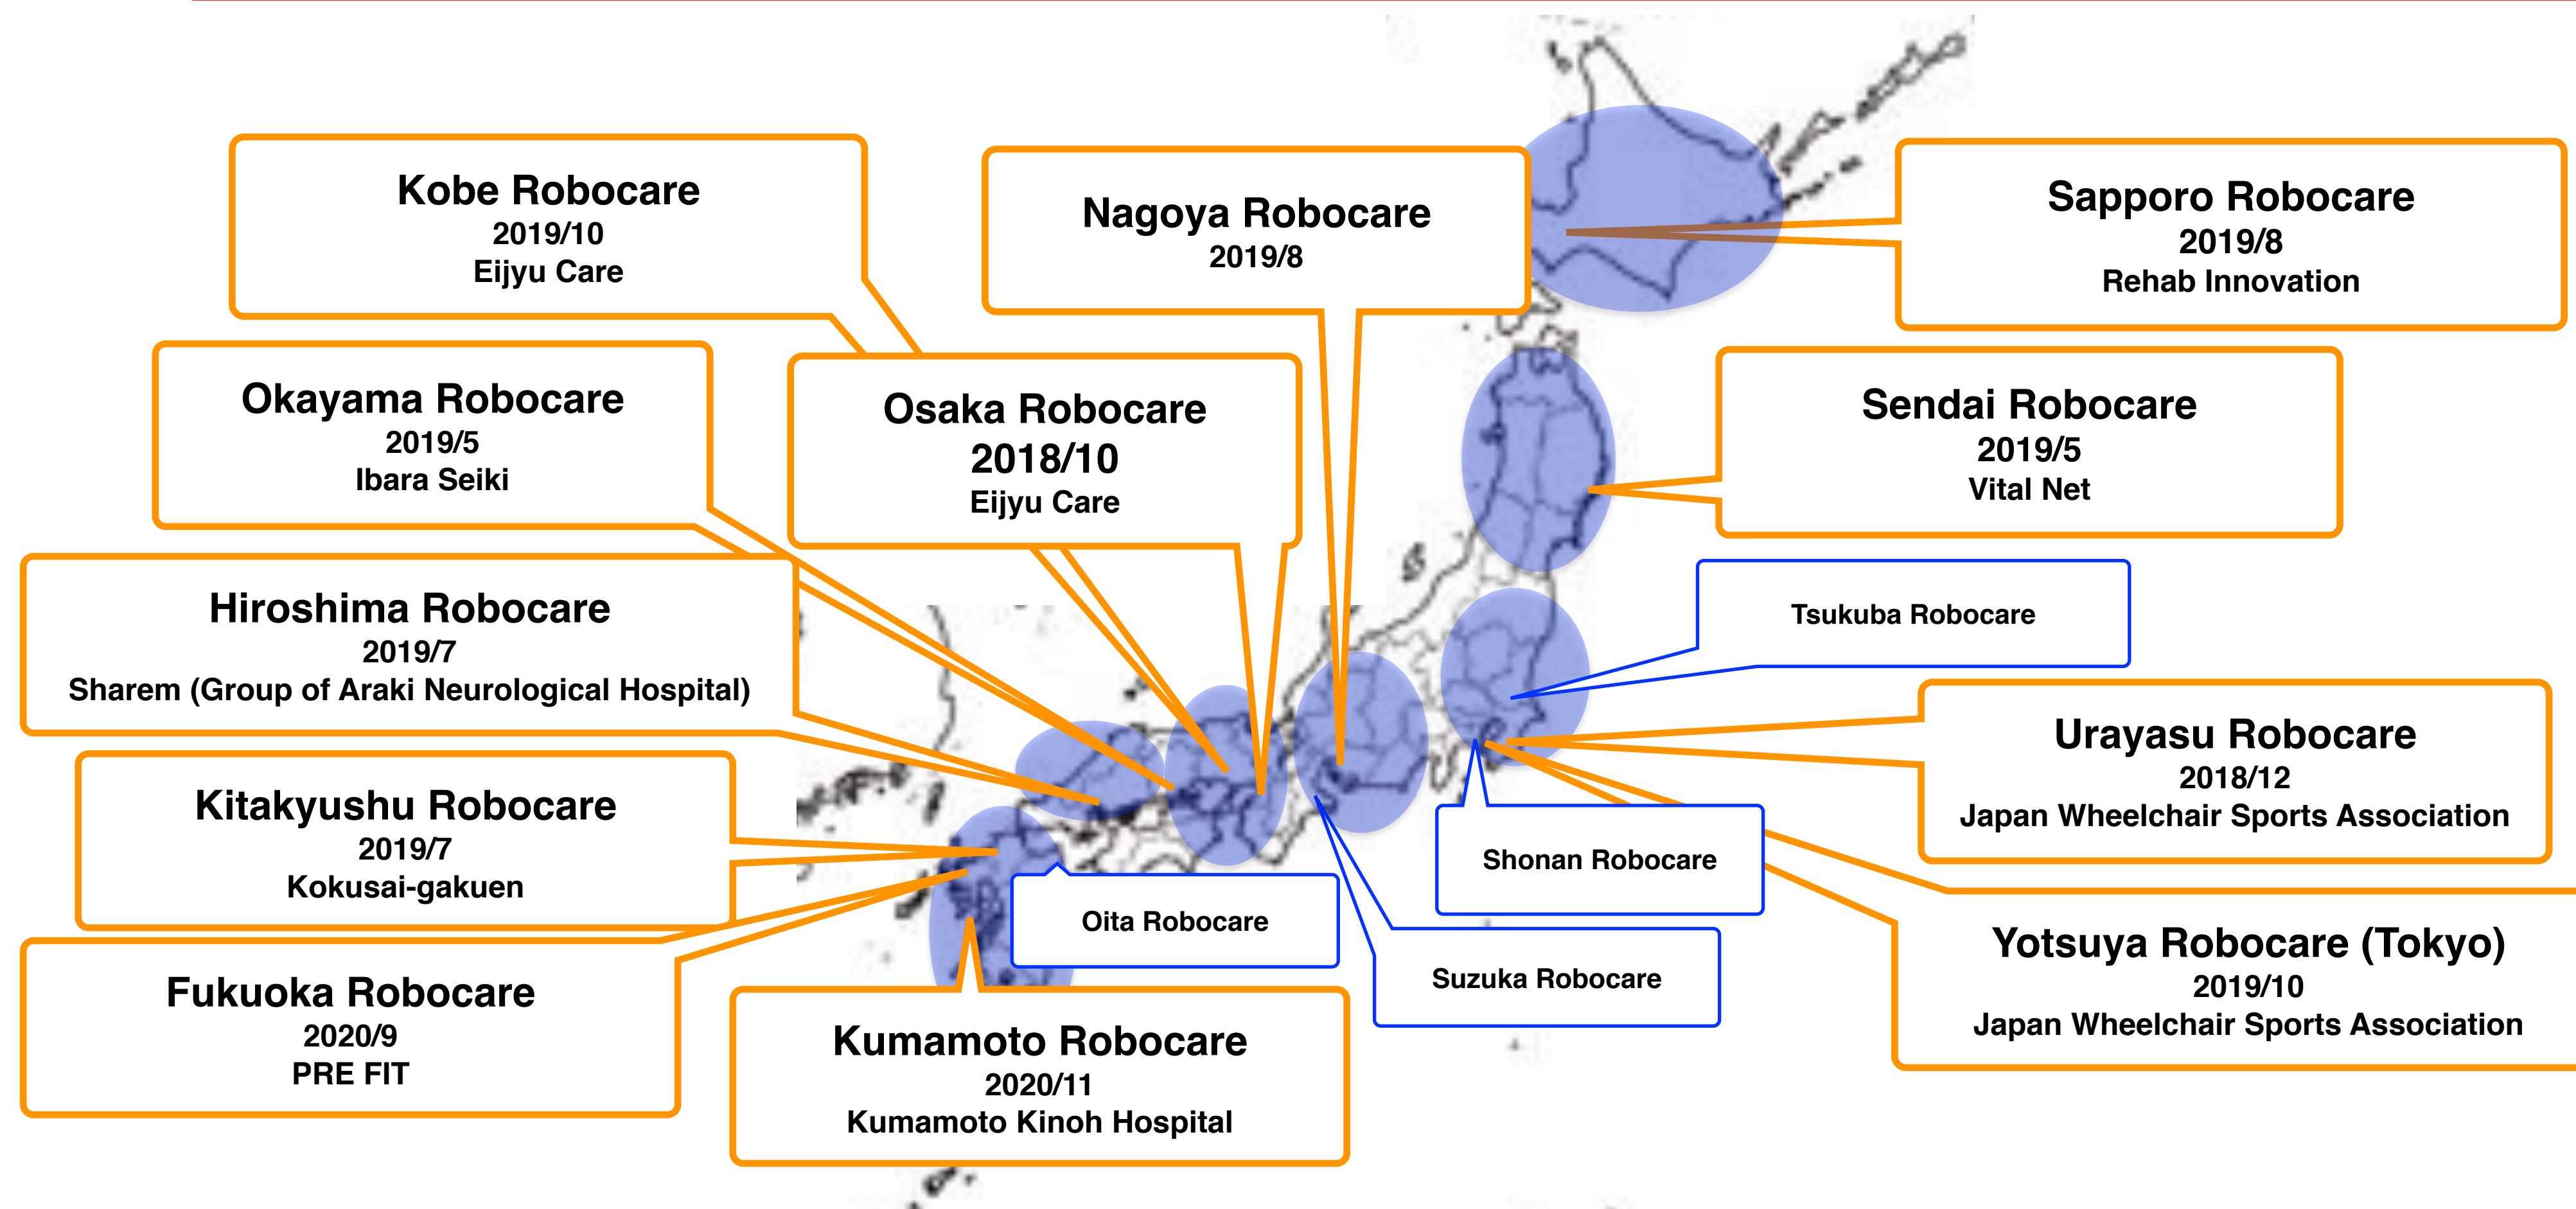 Kobe Robocare
2019/10
Eijyu Care
Nagoya Robocare
2019/8
Sapporo Robocare
2019/8
Rehab Innovation
Okayama Robocare
2019/5
Ibara Seiki
Osaka Robocare
2018/10
Eijyu Care
Sendai Robocare
2019/5
Vital Net
Hiroshima Robocare
2019/7
Sharem (Group of Araki Neurological Hospital)
Tsukuba Robocare
Urayasu Robocare
2018/12
Japan Wheelchair Sports Association
Kitakyushu Robocare
2019/7
Kokusai-gakuen
Shonan Robocare
Oita Robocare
Suzuka Robocare
Yotsuya Robocare (Tokyo)
2019/10
Japan Wheelchair Sports Association
Fukuoka Robocare
2020/9
PRE FIT
Kumamoto Robocare
2020/11
Kumamoto Kinoh Hospital